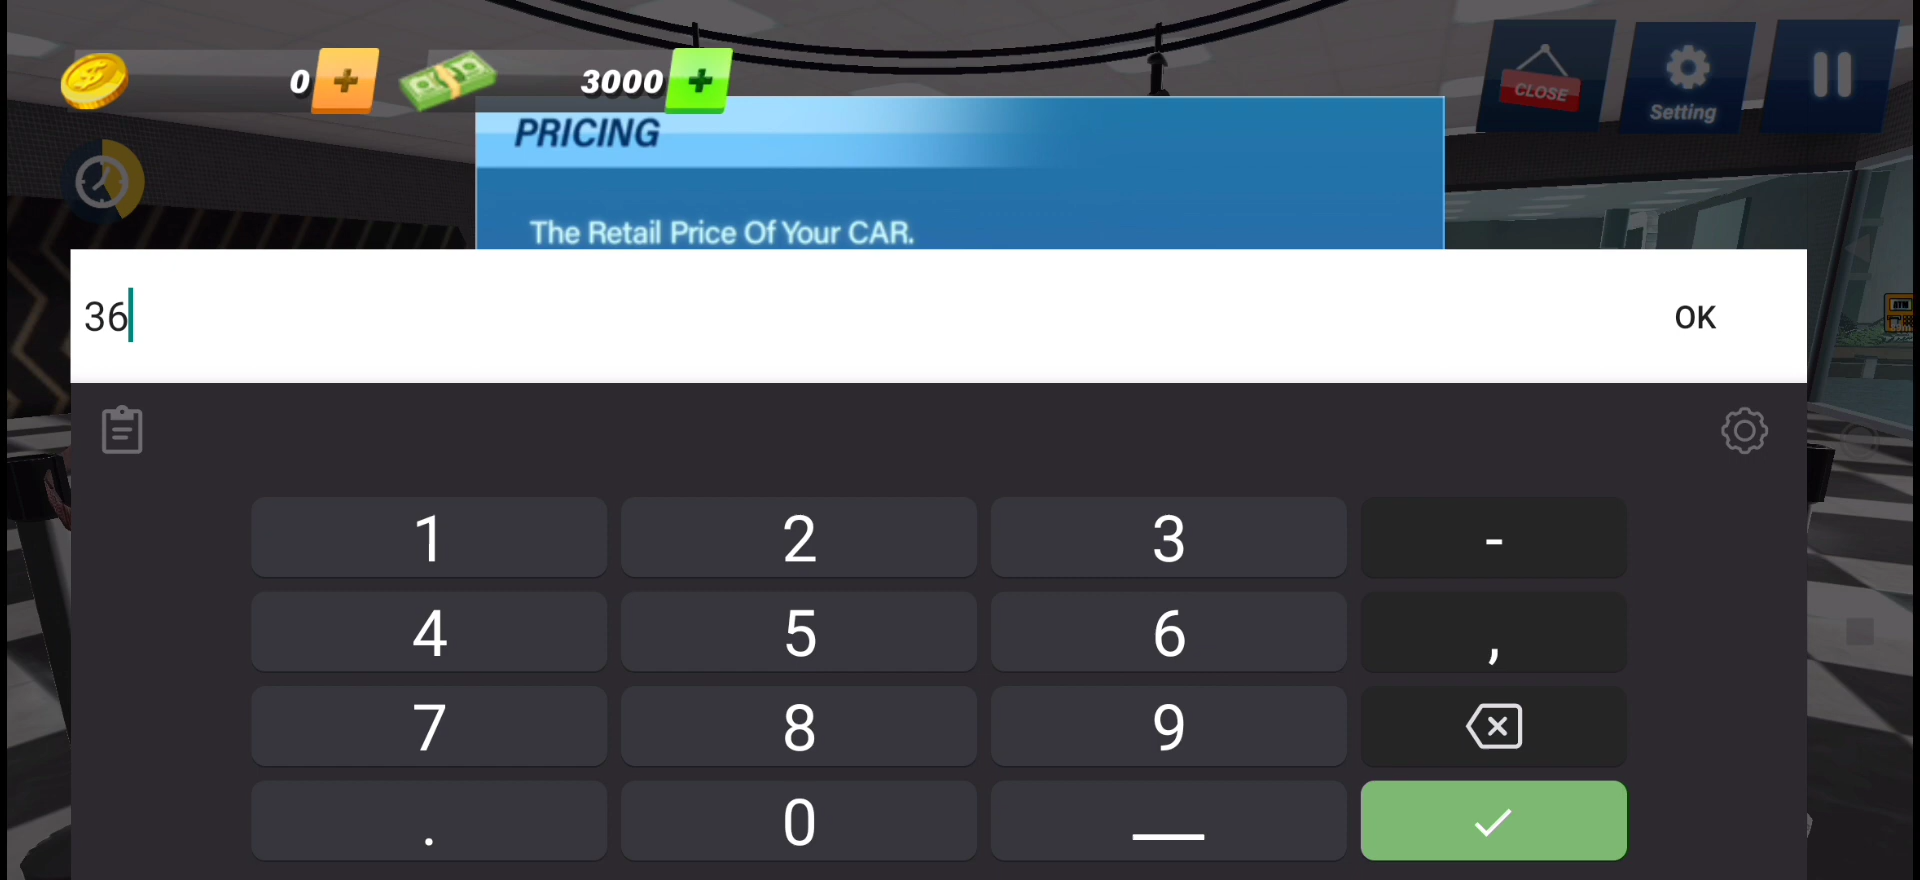 0 +
3000 +
CLOSE
Setting
PRICING
The Retail Price Of Your CAR.
36
OK
ATM
1 2 3 -
4 5 6 ,
7 8 9
. 0